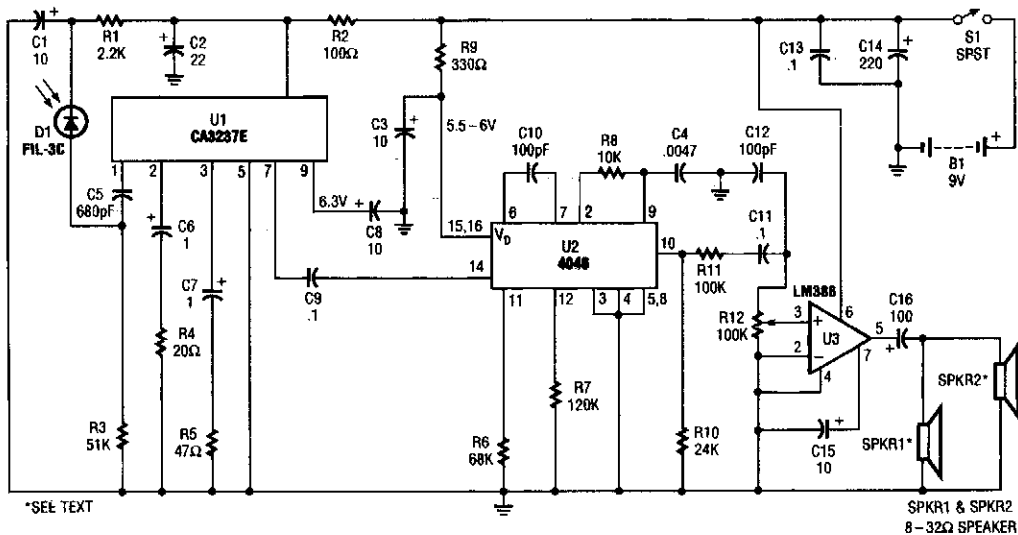 C1
10
R1
2.2K
C2
22
R2
100Ω
R9
330Ω
C13
.1
C14
220
S1
SPST
D1
FIL-3C
U1
CA3237E
1
2
3
5
7
9
C3
10
5.5–6V
C10
100pF
R8
10K
C4
.0047
C12
100pF
B1
9V
C5
680pF
6.3V
C8
10
15,16
VD
6
7
2
9
U2
4046
14
10
11
12
3
4
5,8
C11
.1
R11
100K
C6
1
C7
1
C9
.1
LM386
R12
100K
3
2
6
U3
5
7
4
C16
100
R4
20Ω
R3
51K
R5
47Ω
R7
120K
R6
68K
R10
24K
C15
10
SPKR2*
SPKR1*
*SEE TEXT
SPKR1 & SPKR2
8–32Ω SPEAKER